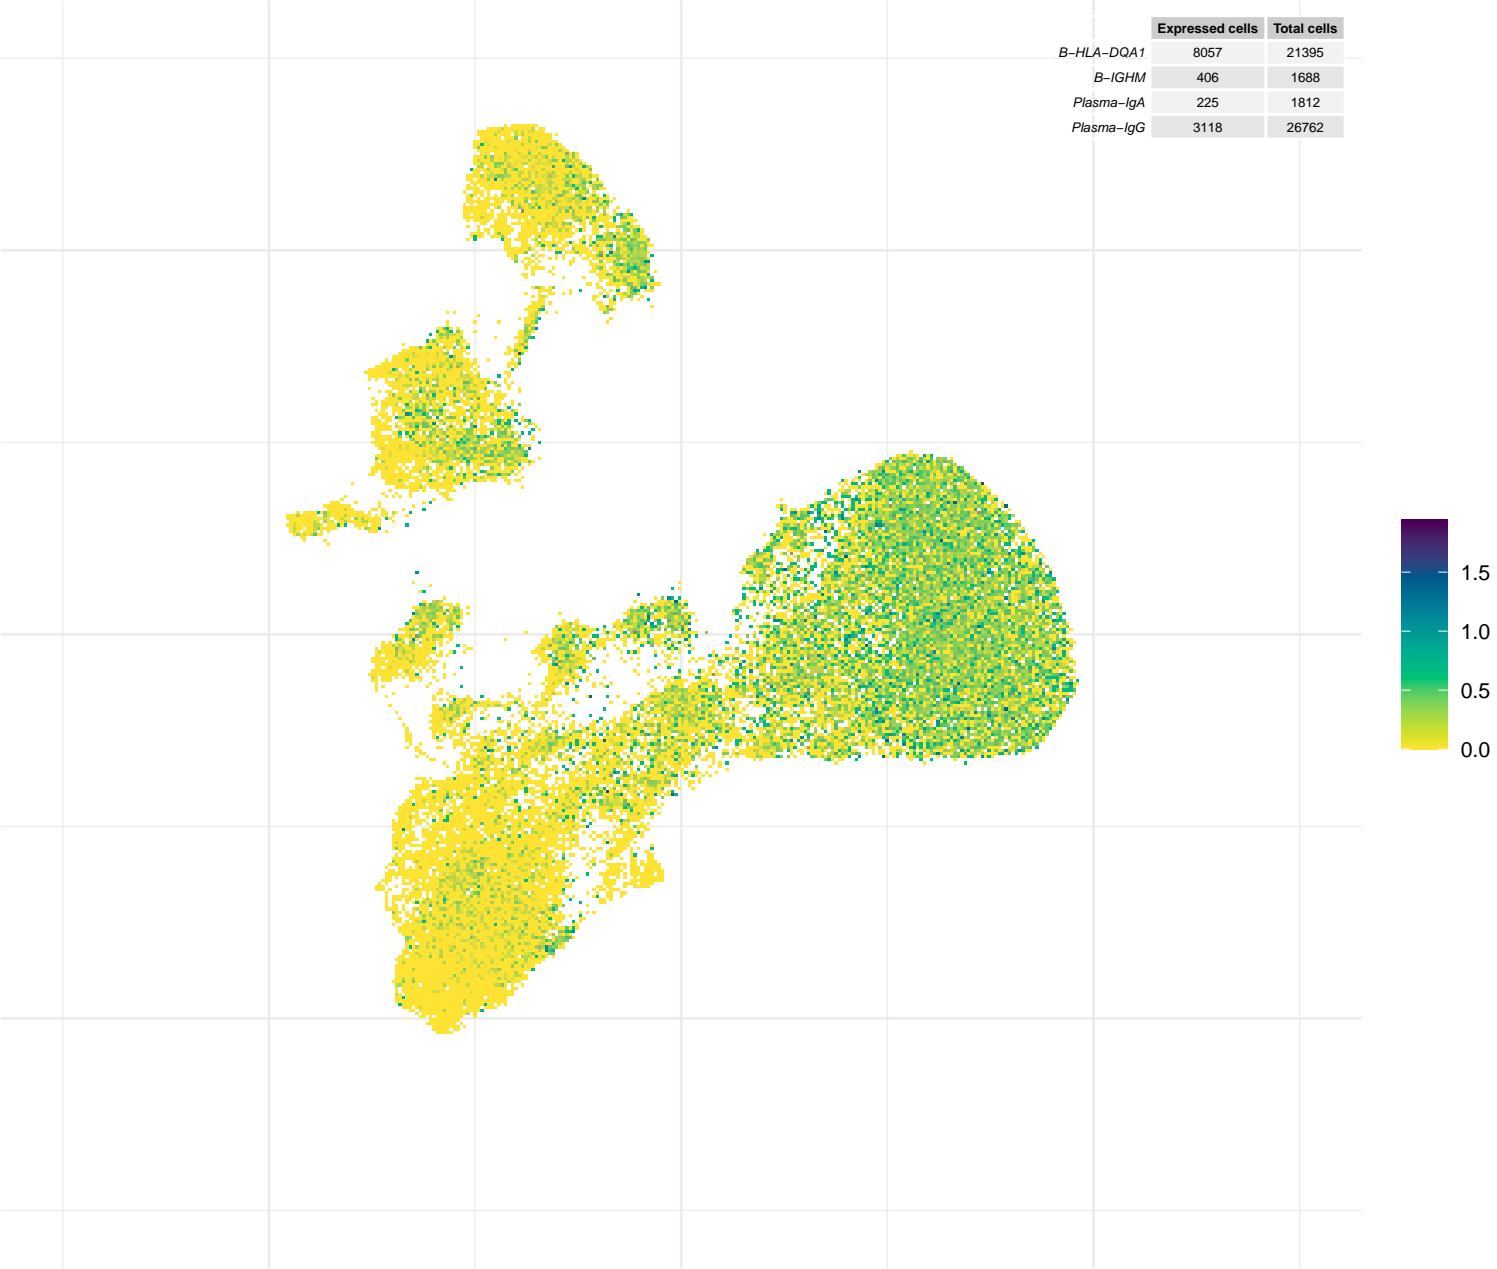 Expressed cells Total cells
B−HLA−DQA1 8057 21395
B−IGHM 406 1688
Plasma−IgA 225 1812
Plasma−IgG 3118 26762
1.5
1.0
0.5
0.0